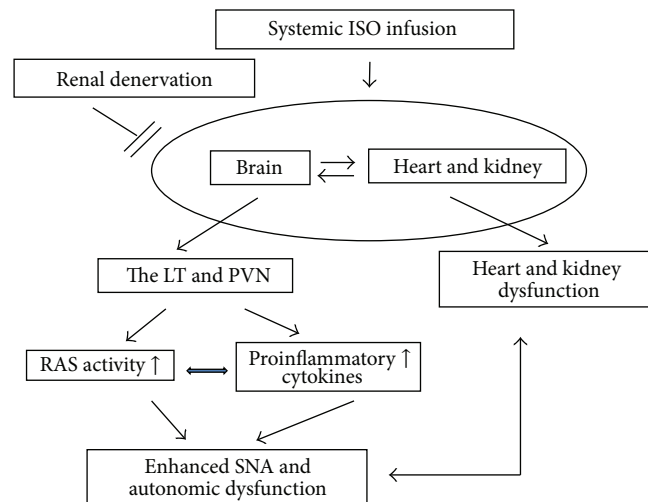 Systemic ISO infusion
Renal denervation
Brain
Heart and kidney
The LT and PVN
Heart and kidney
dysfunction
RAS activity ↑
Proinflammatory ↑
cytokines
Enhanced SNA and
autonomic dysfunction